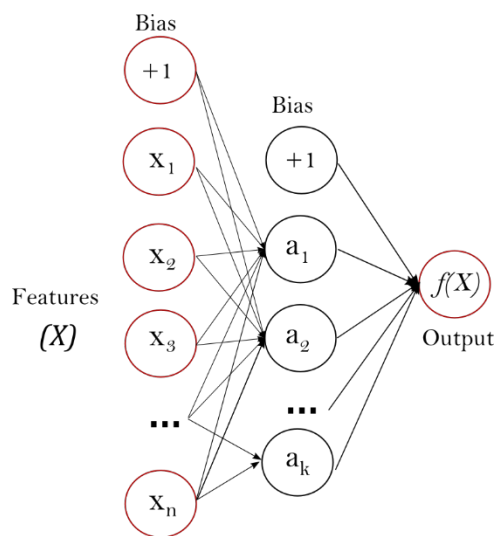 Bias
+1
x₁
x₂
x₃
...
xₙ
Features
(X)
Bias
+1
a₁
a₂
...
aₖ
f(X)
Output